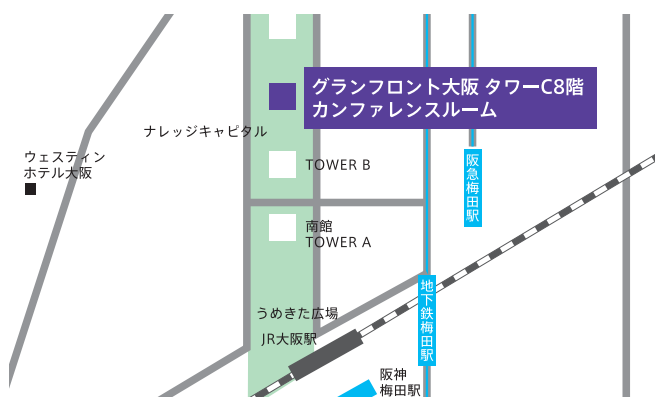 グランフロント大阪 タワーC8階
カンファレンスルーム
ナレッジキャピタル
ウェスティン
ホテル大阪
TOWER B
阪急梅田駅
南館
TOWER A
地下鉄梅田駅
うめきた広場
JR大阪駅
阪神
梅田駅